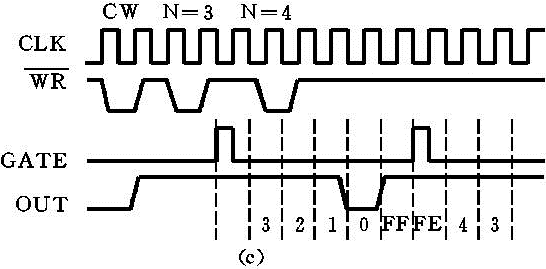 CW N=3 N=4
CLK
WR
GATE
OUT
3 2 1 0 FF FE 4 3
(c)